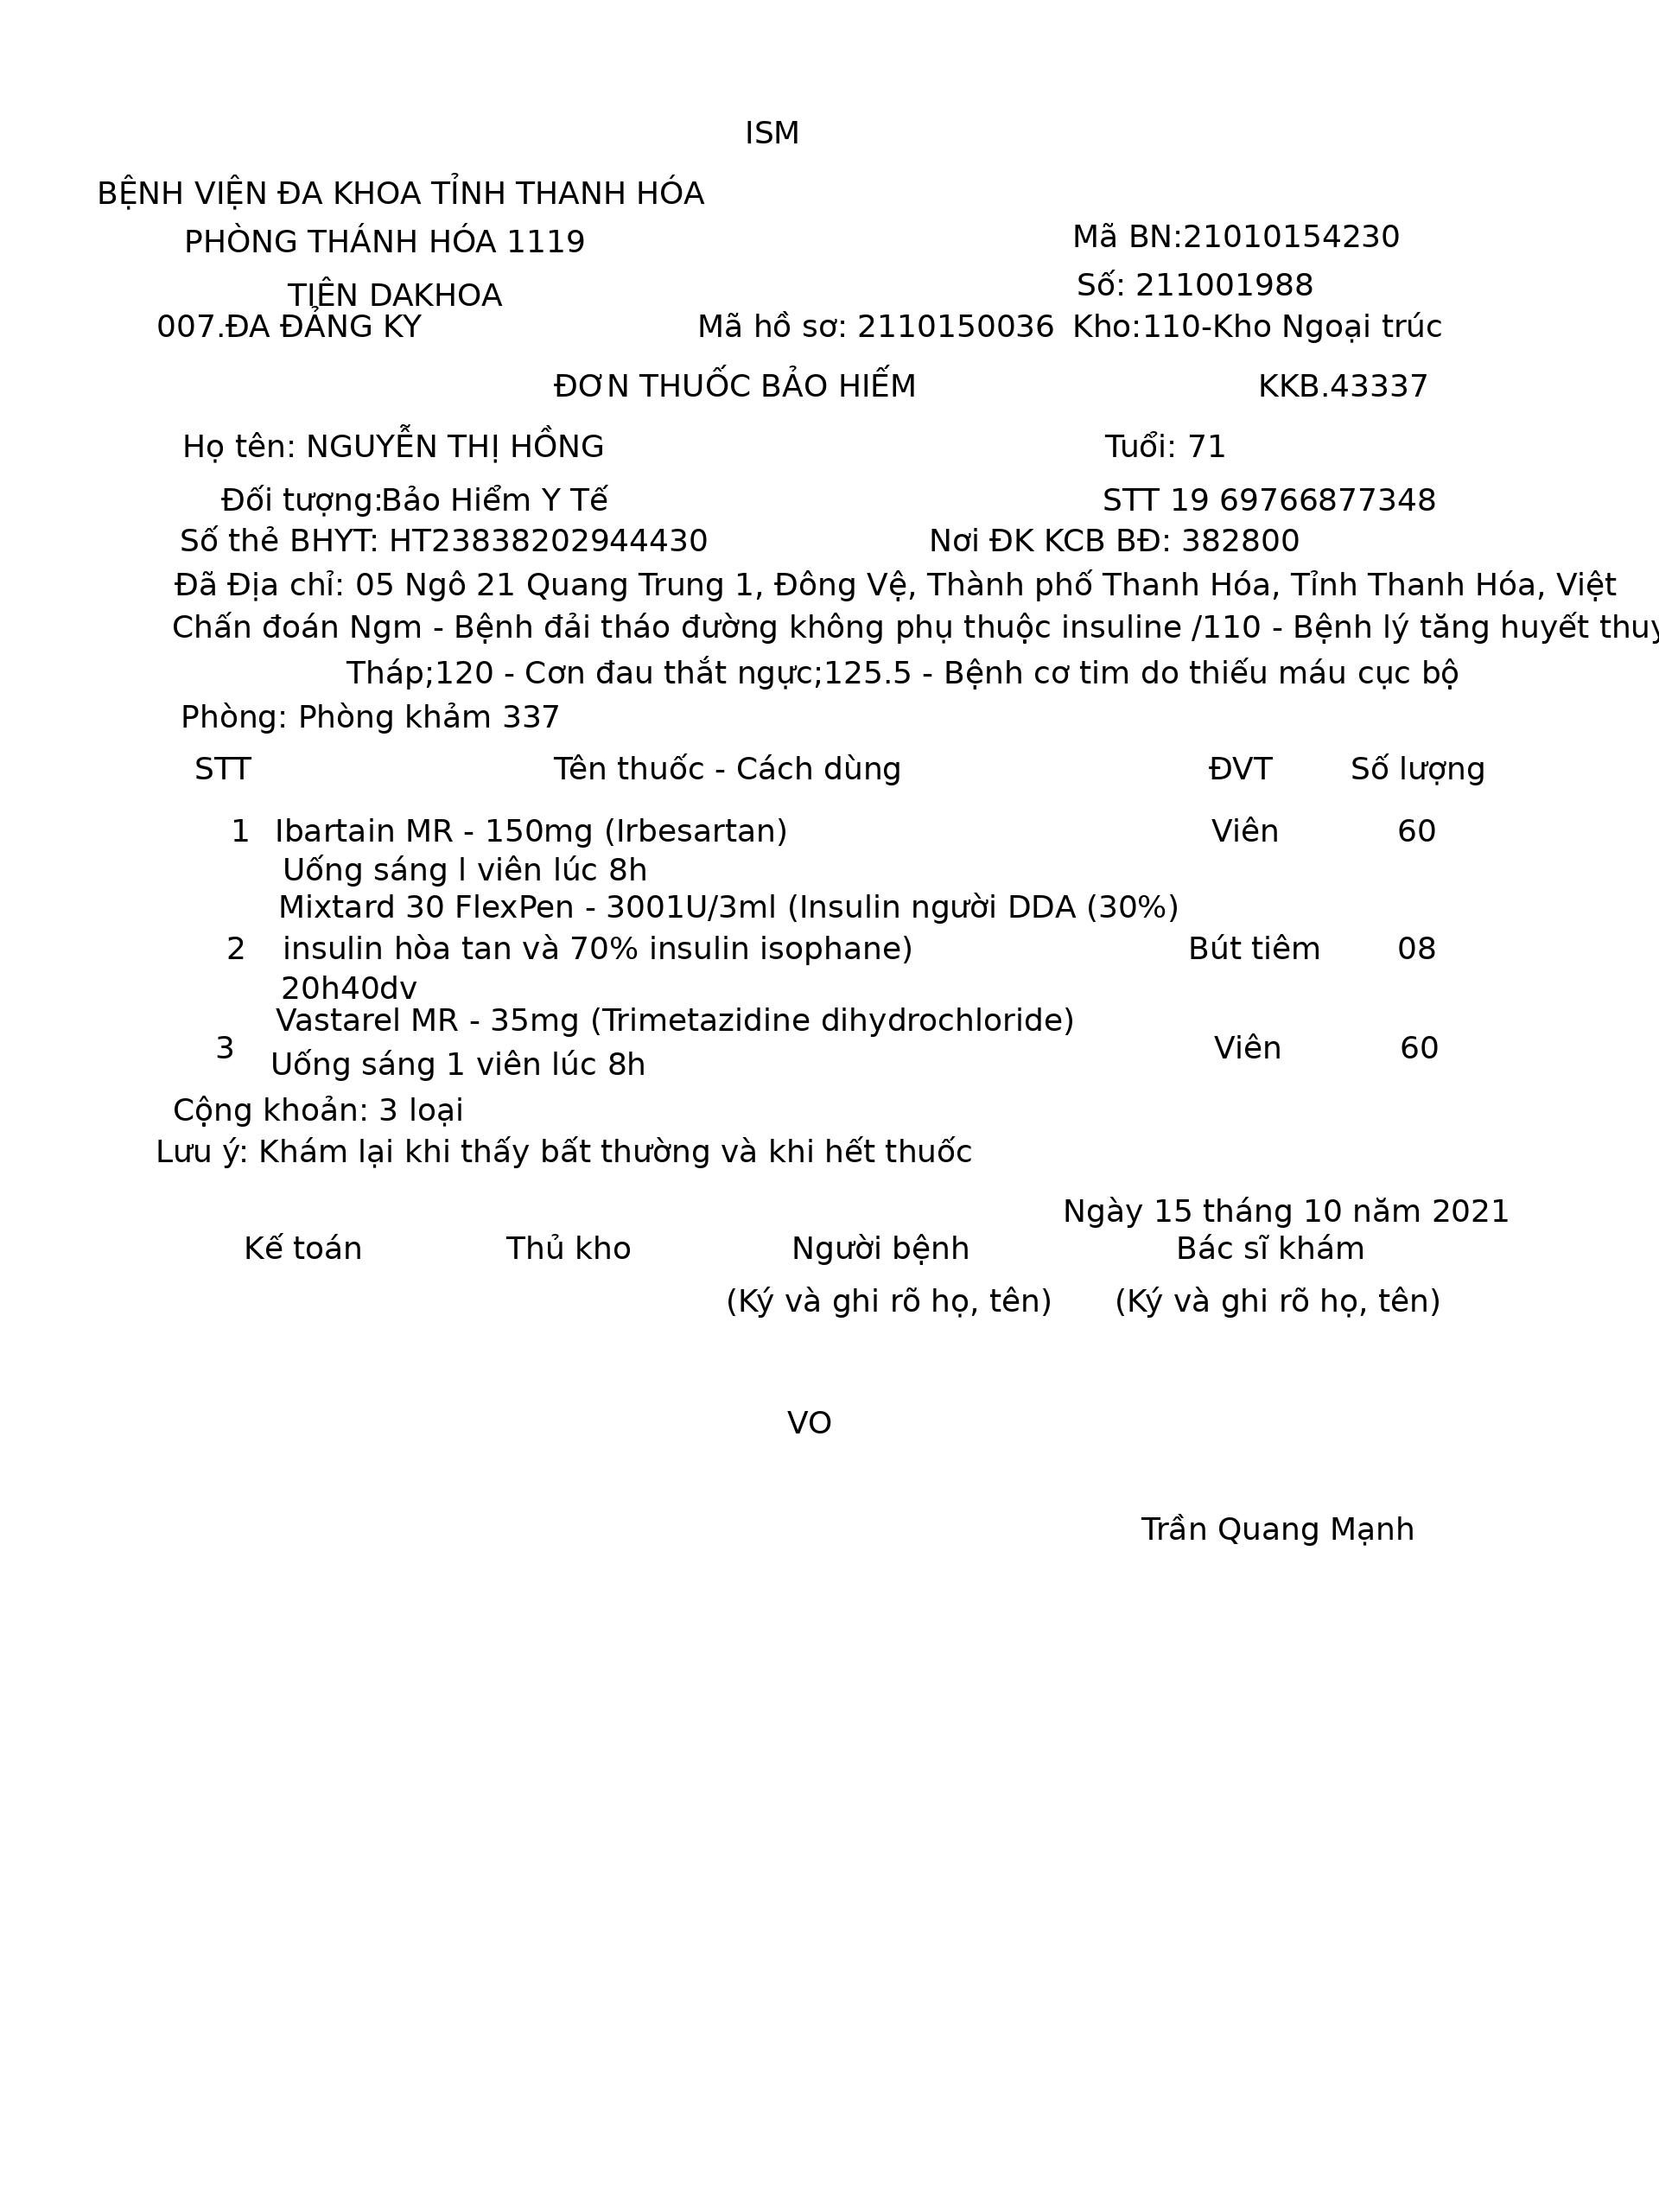 ISM
BỆNH VIỆN ĐA KHOA TỈNH THANH HÓA
PHÒNG THÁNH HÓA 1119
Mã BN:21010154230
TIÊN DAKHOA
Số: 211001988
007.ĐA ĐẢNG KY
Mã hồ sơ: 2110150036 Kho:110-Kho Ngoại trúc
ĐƠN THUỐC BẢO HIẾM
KKB.43337
Họ tên: NGUYỄN THỊ HỒNG
Tuổi: 71
Đối tượng:Bảo Hiểm Y Tế
STT 19 69766877348
Số thẻ BHYT: HT23838202944430
Nơi ĐK KCB BĐ: 382800
Đã Địa chỉ: 05 Ngô 21 Quang Trung 1, Đông Vệ, Thành phố Thanh Hóa, Tỉnh Thanh Hóa, Việt
Chấn đoán Ngm - Bệnh đải tháo đường không phụ thuộc insuline /110 - Bệnh lý tăng huyết thuy
Tháp;120 - Cơn đau thắt ngực;125.5 - Bệnh cơ tim do thiếu máu cục bộ
Phòng: Phòng khảm 337
STT Tên thuốc - Cách dùng ĐVT Số lượng
1 Ibartain MR - 150mg (Irbesartan) Viên 60
Uống sáng l viên lúc 8h
Mixtard 30 FlexPen - 3001U/3ml (Insulin người DDA (30%)
2 insulin hòa tan và 70% insulin isophane) Bút tiêm 08
20h40dv
Vastarel MR - 35mg (Trimetazidine dihydrochloride)
3 Viên 60
Uống sáng 1 viên lúc 8h
Cộng khoản: 3 loại
Lưu ý: Khám lại khi thấy bất thường và khi hết thuốc
Ngày 15 tháng 10 năm 2021
Kế toán Thủ kho Người bệnh Bác sĩ khám
(Ký và ghi rõ họ, tên) (Ký và ghi rõ họ, tên)
VO
Trần Quang Mạnh